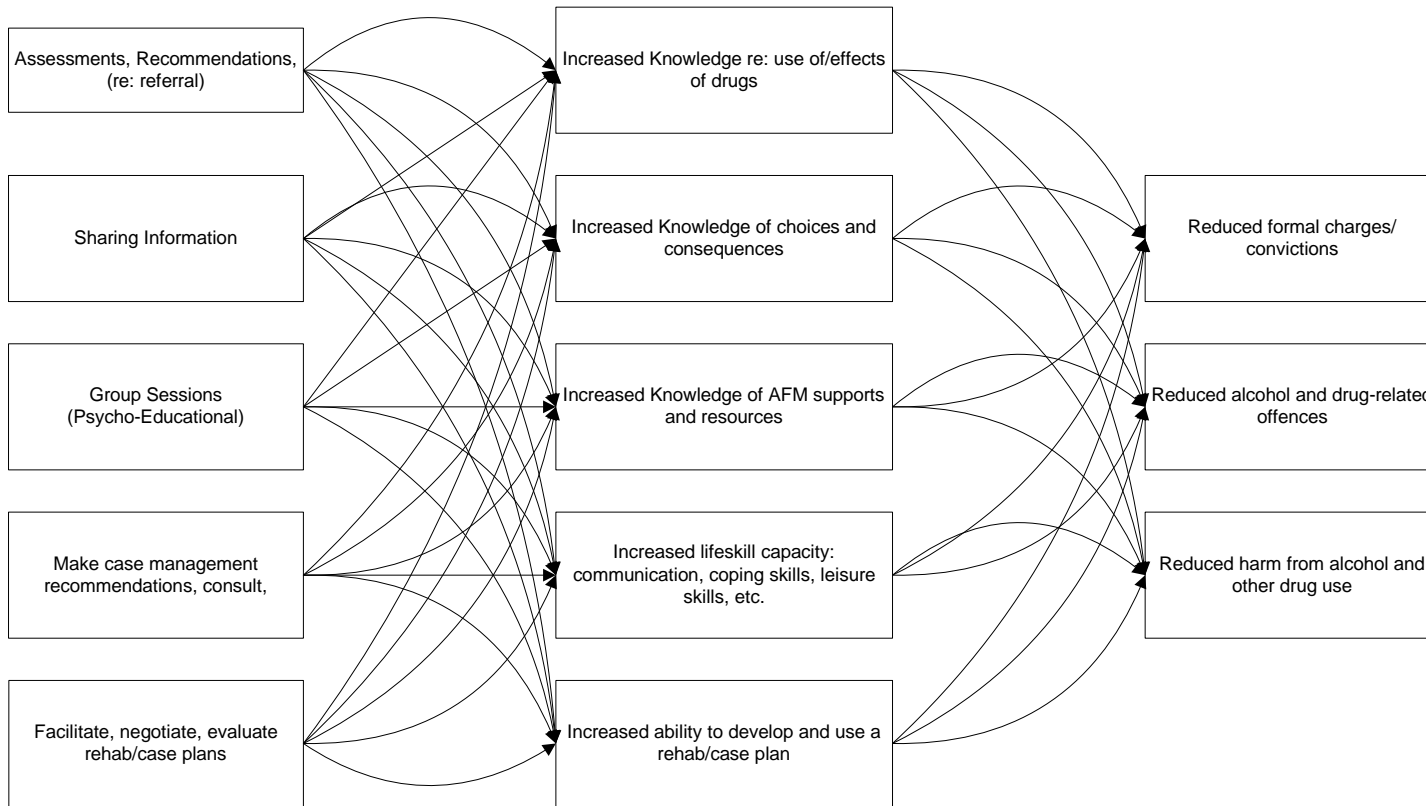 Assessments, Recommendations,
(re: referral)
Sharing Information
Group Sessions
(Psycho-Educational)
Make case management
recommendations, consult,
Facilitate, negotiate, evaluate
rehab/case plans
Increased Knowledge re: use of/effects
of drugs
Increased Knowledge of choices and
consequences
Increased Knowledge of AFM supports
and resources
Increased lifeskill capacity:
communication, coping skills, leisure
skills, etc.
Increased ability to develop and use a
rehab/case plan
Reduced formal charges/
convictions
Reduced alcohol and drug-related
offences
Reduced harm from alcohol and
other drug use